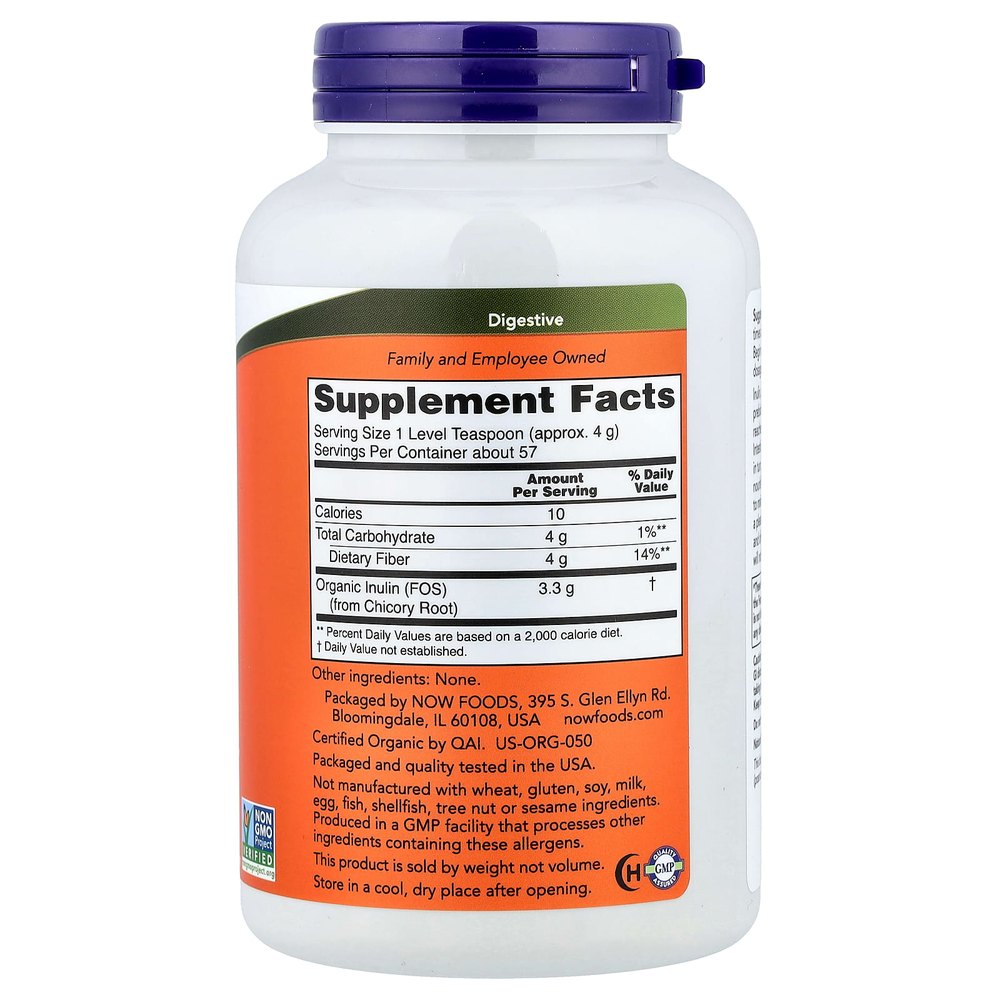 Digestive
Family and Employee Owned
Supplement Facts
Serving Size 1 Level Teaspoon (approx. 4 g)
Servings Per Container about 57
Amount Per Serving % Daily Value
Calories 10
Total Carbohydrate 4 g 1%**
Dietary Fiber 4 g 14%**
Organic Inulin (FOS) 3.3 g †
(from Chicory Root)
** Percent Daily Values are based on a 2,000 calorie diet.
† Daily Value not established.
Other ingredients: None.
Packaged by NOW FOODS, 395 S. Glen Ellyn Rd.
Bloomingdale, IL 60108, USA nowfoods.com
Certified Organic by QAI. US-ORG-050
Packaged and quality tested in the USA.
Not manufactured with wheat, gluten, soy, milk,
egg, fish, shellfish, tree nut or sesame ingredients.
Produced in a GMP facility that processes other
ingredients containing these allergens.
This product is sold by weight not volume.
Store in a cool, dry place after opening.
NON
GMO
Project
VERIFIED
H
QUALITY
GMP
ASSURED